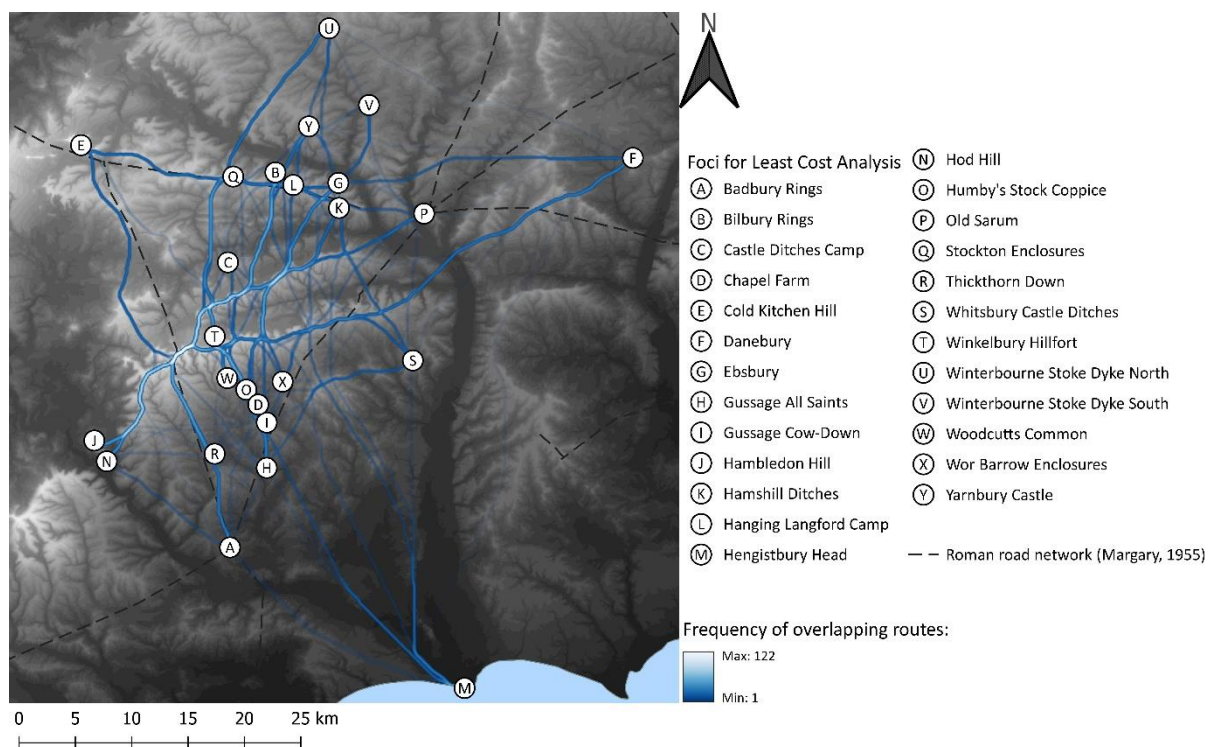 N
U
V
Y
E
F
B
Q
L
G
K
P
C
T
S
W
X
O
D
I
J
R
N
H
A
M
0 5 10 15 20 25 km
Foci for Least Cost Analysis
A Badbury Rings
B Bilbury Rings
C Castle Ditches Camp
D Chapel Farm
E Cold Kitchen Hill
F Danebury
G Ebsbury
H Gussage All Saints
I Gussage Cow-Down
J Hambledon Hill
K Hamshill Ditches
L Hanging Langford Camp
M Hengistbury Head
N Hod Hill
O Humby's Stock Coppice
P Old Sarum
Q Stockton Enclosures
R Thickthorn Down
S Whitsbury Castle Ditches
T Winkelbury Hillfort
U Winterbourne Stoke Dyke North
V Winterbourne Stoke Dyke South
W Woodcutts Common
X Wor Barrow Enclosures
Y Yarnbury Castle
Roman road network (Margary, 1955)
Frequency of overlapping routes:
Max: 122
Min: 1